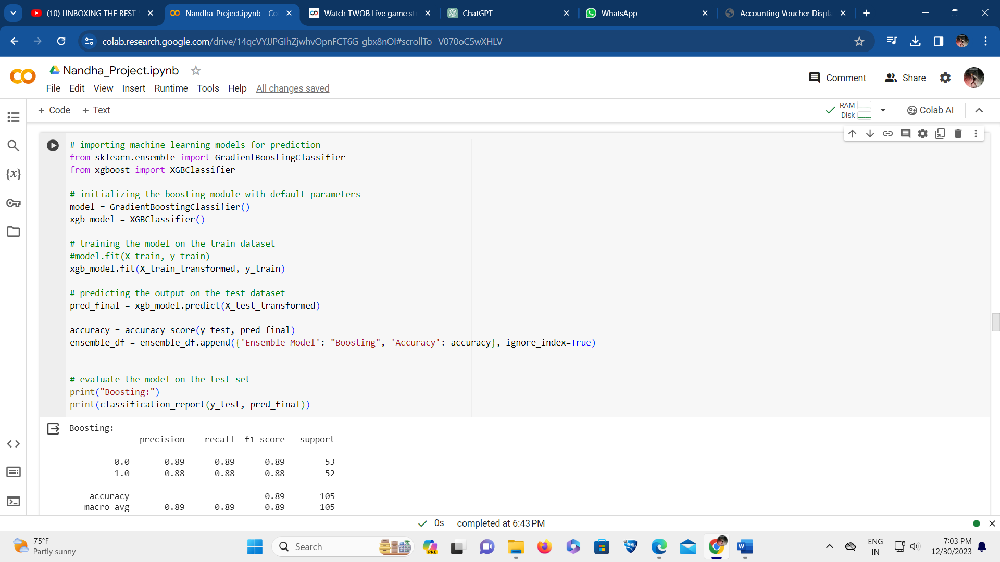 (10) UNBOXING THE BEST
Nandha_Project.ipynb - Co
Watch TWOB Live game st
ChatGPT
WhatsApp
Accounting Voucher Displa
colab.research.google.com/drive/14qcVYJJPGIhZjwhvOpnFCT6G-gbx8nOI#scrollTo=V070oC5wXHLV
Nandha_Project.ipynb
Comment
Share
File Edit View Insert Runtime Tools Help All changes saved
+ Code + Text
RAM
Disk
Colab AI
{x}
# importing machine learning models for prediction
from sklearn.ensemble import GradientBoostingClassifier
from xgboost import XGBClassifier
# initializing the boosting module with default parameters
model = GradientBoostingClassifier()
xgb_model = XGBClassifier()
# training the model on the train dataset
#model.fit(X_train, y_train)
xgb_model.fit(X_train_transformed, y_train)
# predicting the output on the test dataset
pred_final = xgb_model.predict(X_test_transformed)
accuracy = accuracy_score(y_test, pred_final)
ensemble_df = ensemble_df.append({'Ensemble Model': "Boosting", 'Accuracy': accuracy}, ignore_index=True)
# evaluate the model on the test set
print("Boosting:")
print(classification_report(y_test, pred_final))
Boosting:
precision recall f1-score support
0.0 0.89 0.89 0.89 53
1.0 0.88 0.88 0.88 52
accuracy 0.89 105
macro avg 0.89 0.89 0.89 105
0s completed at 6:43 PM
75°F
Partly sunny
Search
PRE
ENG
IN
7:03 PM
12/30/2023